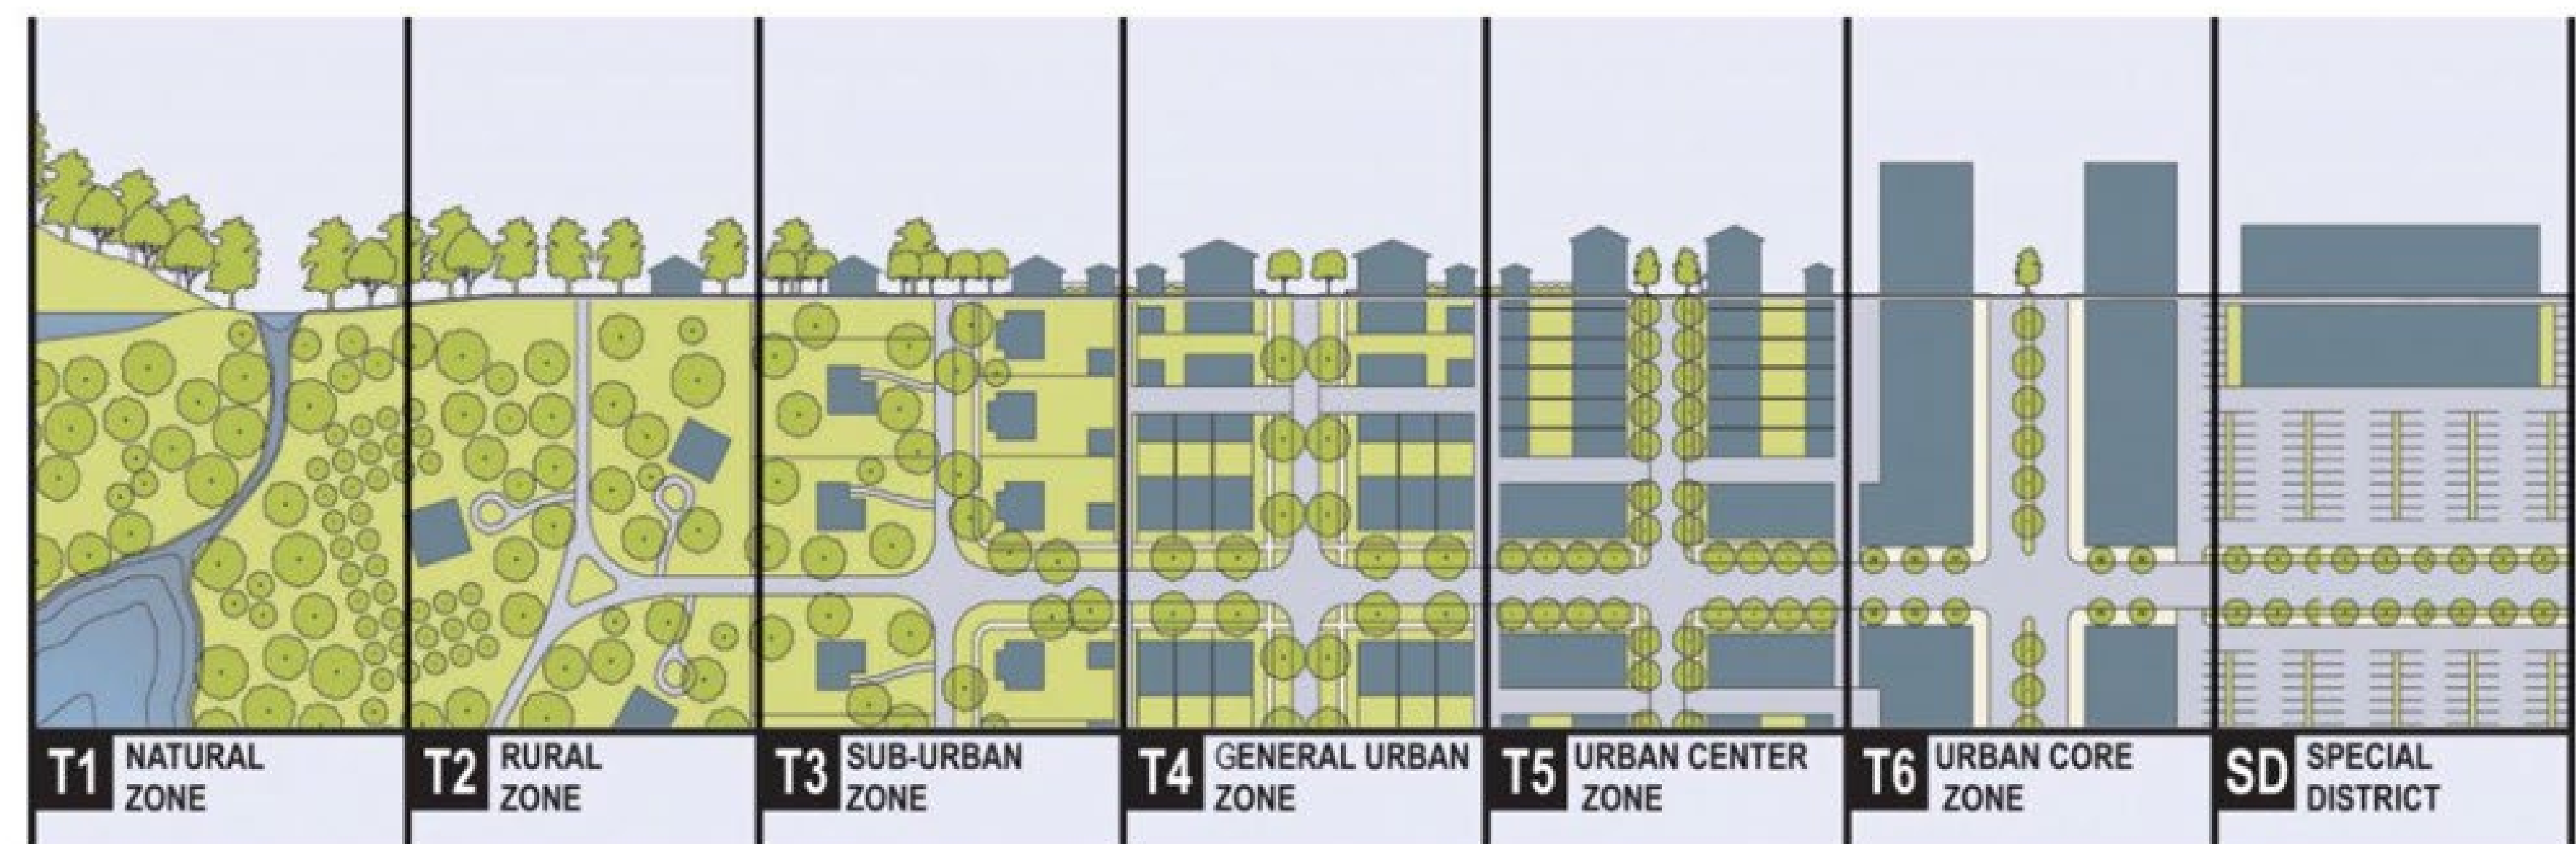 T1 NATURAL
ZONE
T2 RURAL
ZONE
T3 SUB-URBAN
ZONE
T4 GENERAL URBAN
ZONE
T5 URBAN CENTER
ZONE
T6 URBAN CORE
ZONE
SD SPECIAL
DISTRICT